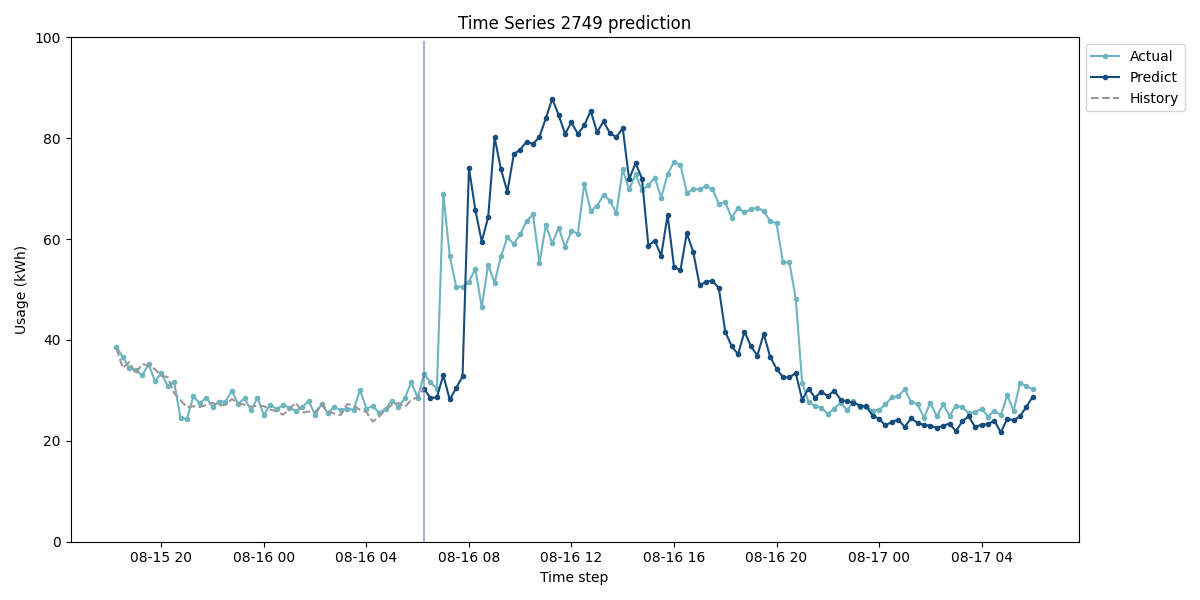 Time Series 2749 prediction
100
80
60
40
20
0
Usage (kWh)
08-15 20
08-16 00
08-16 04
08-16 08
08-16 12
08-16 16
08-16 20
08-17 00
08-17 04
Time step
Actual
Predict
History